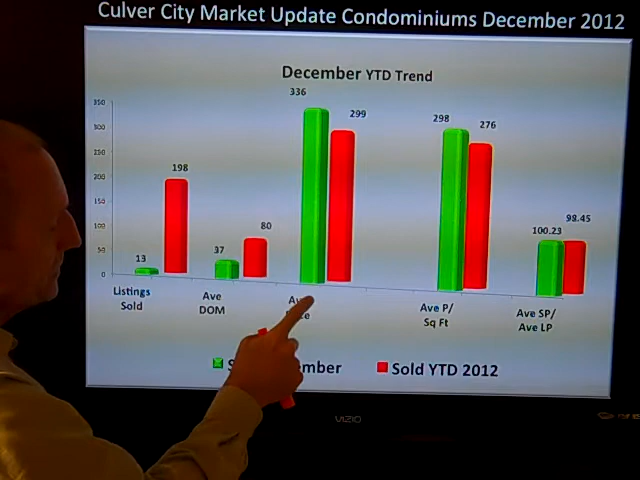 Culver City Market Update Condominiums December 2012
December YTD Trend
350
300
250
200
150
100
50
0
13
198
37
80
336
299
298
276
100.23
98.45
Listings
Sold
Ave
DOM
Ave P/
Sq Ft
Ave SP/
Ave LP
Sold YTD 2012
VIZIO